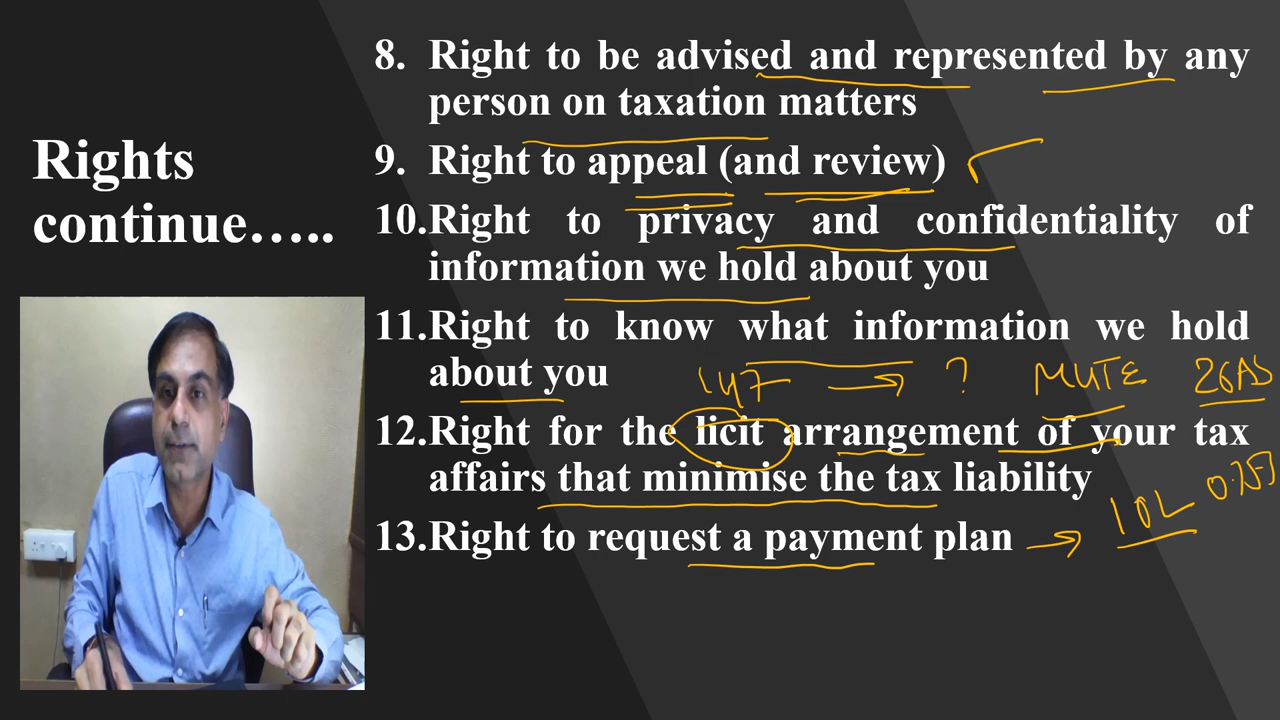 Rights
continue…..
8. Right to be advised and represented by any
person on taxation matters
9. Right to appeal (and review)
10.Right to privacy and confidentiality of
information we hold about you
11.Right to know what information we hold
about you
147 → ? MUTE 26AS
12.Right for the licit arrangement of your tax
affairs that minimise the tax liability
13.Right to request a payment plan → 10L